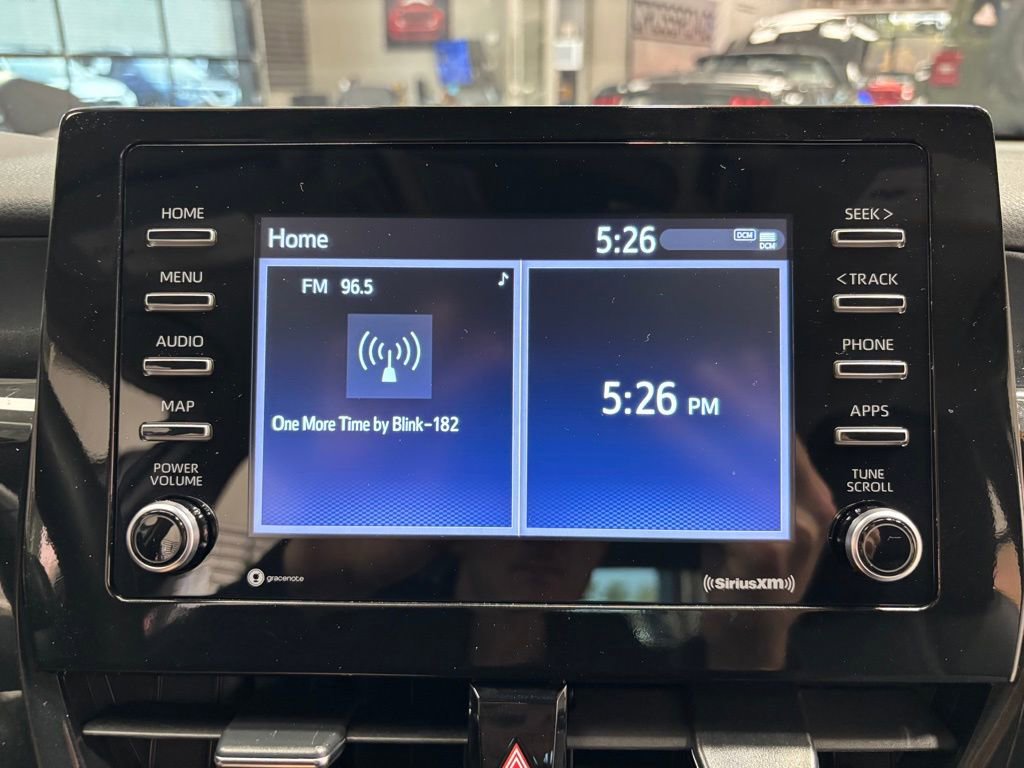 HOME
MENU
AUDIO
MAP
POWER
VOLUME
Home
5:26
DCM
DCM
FM 96.5
One More Time by Blink-182
5:26 PM
SEEK >
< TRACK
PHONE
APPS
TUNE
SCROLL
gracenote
((SiriusXM))